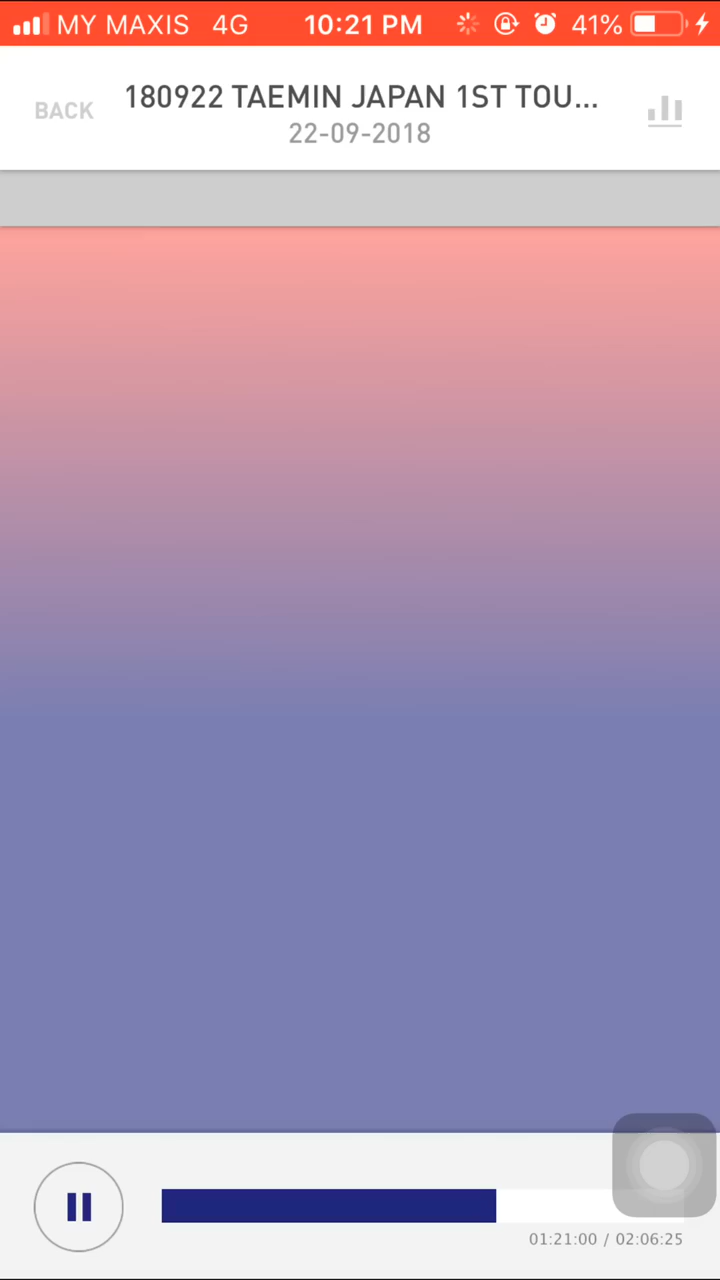 MY MAXIS 4G 10:21 PM 41%
BACK
180922 TAEMIN JAPAN 1ST TOU...
22-09-2018
01:21:00 / 02:06:25